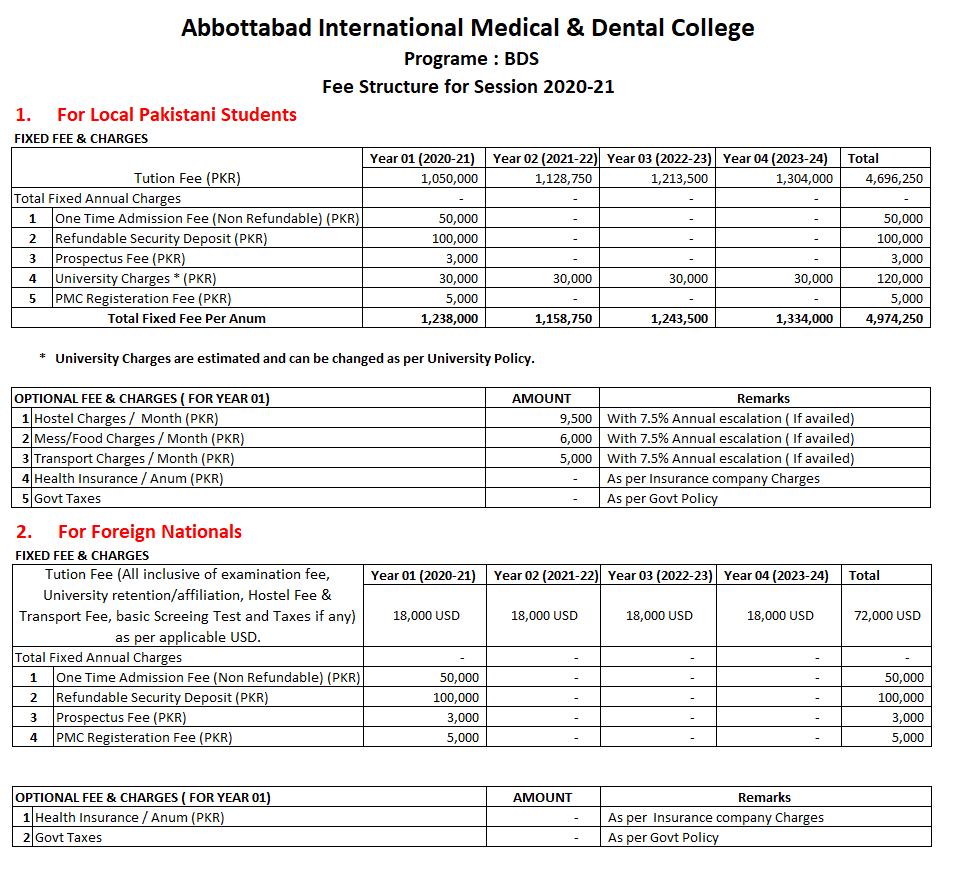 Abbottabad International Medical & Dental College
Programe : BDS
Fee Structure for Session 2020-21
1. For Local Pakistani Students
FIXED FEE & CHARGES
Year 01 (2020-21) Year 02 (2021-22) Year 03 (2022-23) Year 04 (2023-24) Total
Tution Fee (PKR) 1,050,000 1,128,750 1,213,500 1,304,000 4,696,250
Total Fixed Annual Charges - - - - -
1 One Time Admission Fee (Non Refundable) (PKR) 50,000 - - - 50,000
2 Refundable Security Deposit (PKR) 100,000 - - - 100,000
3 Prospectus Fee (PKR) 3,000 - - - 3,000
4 University Charges * (PKR) 30,000 30,000 30,000 30,000 120,000
5 PMC Registeration Fee (PKR) 5,000 - - - 5,000
Total Fixed Fee Per Anum 1,238,000 1,158,750 1,243,500 1,334,000 4,974,250
* University Charges are estimated and can be changed as per University Policy.
OPTIONAL FEE & CHARGES ( FOR YEAR 01) AMOUNT Remarks
1 Hostel Charges / Month (PKR) 9,500 With 7.5% Annual escalation ( If availed)
2 Mess/Food Charges / Month (PKR) 6,000 With 7.5% Annual escalation ( If availed)
3 Transport Charges / Month (PKR) 5,000 With 7.5% Annual escalation ( If availed)
4 Health Insurance / Anum (PKR) - As per Insurance company Charges
5 Govt Taxes - As per Govt Policy
2. For Foreign Nationals
FIXED FEE & CHARGES
Tution Fee (All inclusive of examination fee, Year 01 (2020-21) Year 02 (2021-22) Year 03 (2022-23) Year 04 (2023-24) Total
University retention/affiliation, Hostel Fee &
Transport Fee, basic Screeing Test and Taxes if any) 18,000 USD 18,000 USD 18,000 USD 18,000 USD 72,000 USD
as per applicable USD.
Total Fixed Annual Charges - - - - -
1 One Time Admission Fee (Non Refundable) (PKR) 50,000 - - - 50,000
2 Refundable Security Deposit (PKR) 100,000 - - - 100,000
3 Prospectus Fee (PKR) 3,000 - - - 3,000
4 PMC Registeration Fee (PKR) 5,000 - - - 5,000
OPTIONAL FEE & CHARGES ( FOR YEAR 01) AMOUNT Remarks
1 Health Insurance / Anum (PKR) - As per Insurance company Charges
2 Govt Taxes - As per Govt Policy